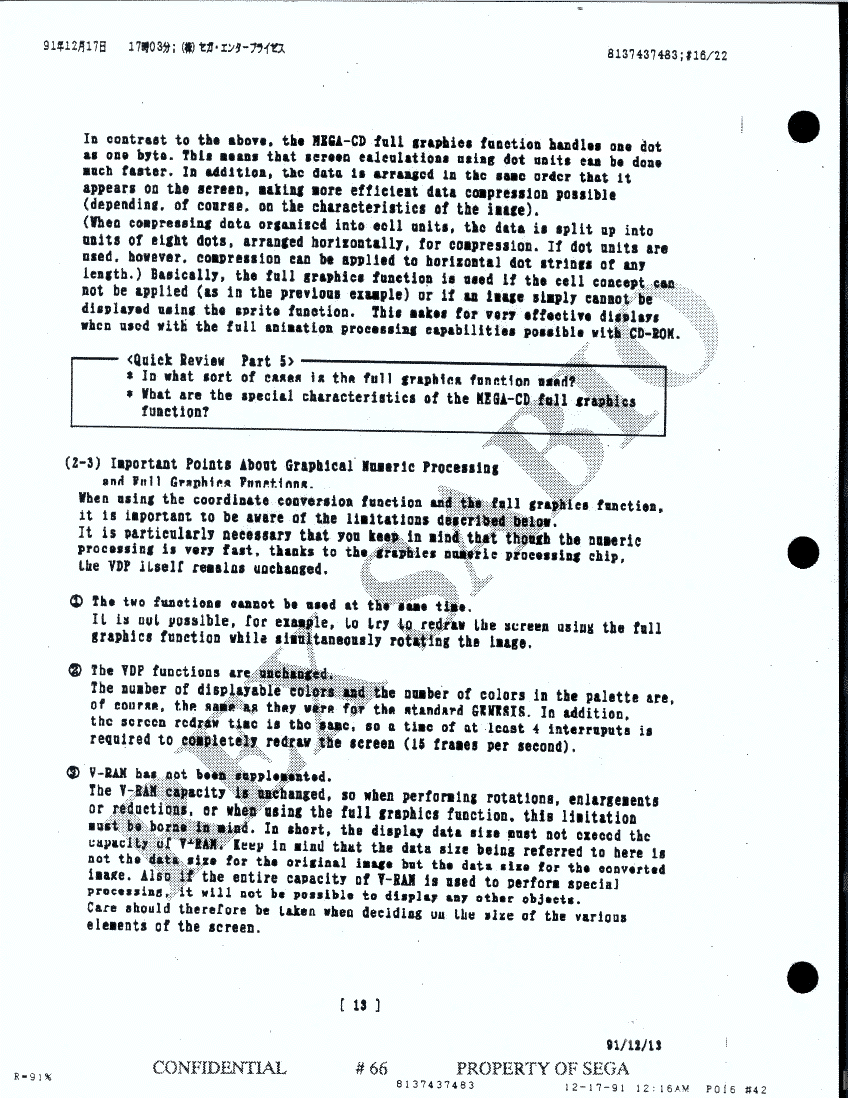 91年12月17日 17時03分; (株) セガ・エンタープライゼス
8137437483;#16/22
In contrast to the above, the MEGA-CD full graphics function handles one dot
as one byte. This means that screen calculations using dot units can be done
much faster. In addition, the data is arranged in the same order that it
appears on the screen, making more efficient data compression possible
(depending, of course, on the characteristics of the image).
(When compressing data organized into cell units, the data is split up into
units of eight dots, arranged horizontally, for compression. If dot units are
used, however, compression can be applied to horizontal dot strings of any
length.) Basically, the full graphics function is used if the cell concept can
not be applied (as in the previous example) or if an image simply cannot be
displayed using the sprite function. This makes for very effective displays
when used with the full animation processing capabilities possible with CD-ROM.
<Quick Review Part 5>
* In what sort of cases is the full graphics function used?
* What are the special characteristics of the MEGA-CD full graphics
function?
(2-3) Important Points About Graphical Numeric Processing
and Full Graphics Functions.
When using the coordinate conversion function and the full graphics function,
it is important to be aware of the limitations described below.
It is particularly necessary that you keep in mind that though the numeric
processing is very fast, thanks to the graphics numeric processing chip,
the VDP itself remains unchanged.
① The two functions cannot be used at the same time.
It is not possible, for example, to try to redraw the screen using the full
graphics function while simultaneously rotating the image.
② The VDP functions are unchanged.
The number of displayable colors and the number of colors in the palette are,
of course, the same as they were for the standard GENESIS. In addition,
the screen redraw time is the same, so a time of at least 4 interruputs is
required to completely redraw the screen (15 frames per second).
③ V-RAM has not been supplemented.
The V-RAM capacity is unchanged, so when performing rotations, enlargements
or reductions, or when using the full graphics function, this limitation
must be borne in mind. In short, the display data size must not exceed the
capacity of V-RAM. Keep in mind that the data size being referred to here is
not the data size for the original image but the data size for the converted
image. Also if the entire capacity of V-RAM is used to perform special
processing, it will not be possible to display any other objects.
Care should therefore be taken when deciding on the size of the various
elements of the screen.
[ 13 ]
91/12/13
CONFIDENTIAL #66 PROPERTY OF SEGA
R=91%
8137437483
12-17-91 12:16AM P016 #42